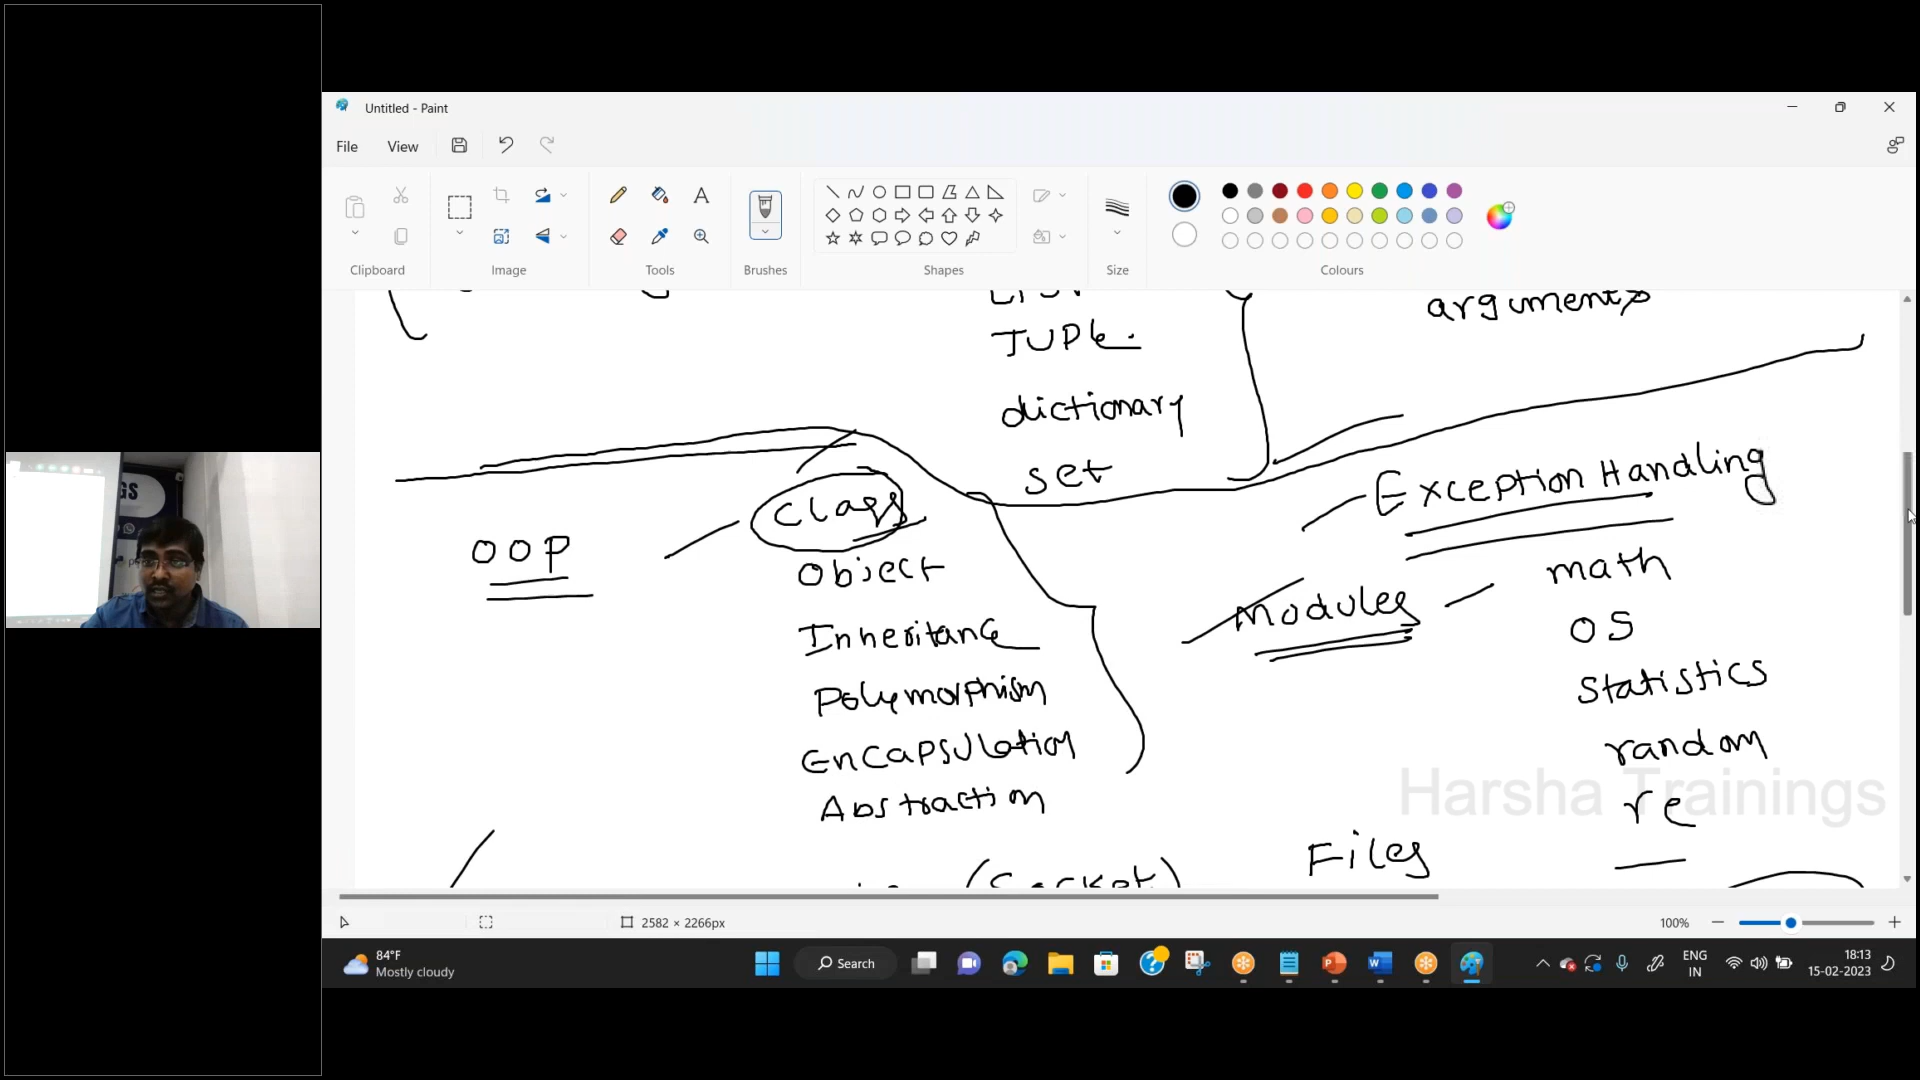 Untitled - Paint
File View
Clipboard Image Tools Brushes Shapes Size Colours
arguments
TUPle.
dictionary
set
Exception Handling
class
OOP
Object
math
Modules
OS
Inheritance
statistics
Polymorphism
random
Encapsulation
Harsha Trainings
re
Abstraction
Files
(Socket)
GS
2582 × 2266px
100%
84°F
Mostly cloudy
Search
ENG
IN
18:13
15-02-2023